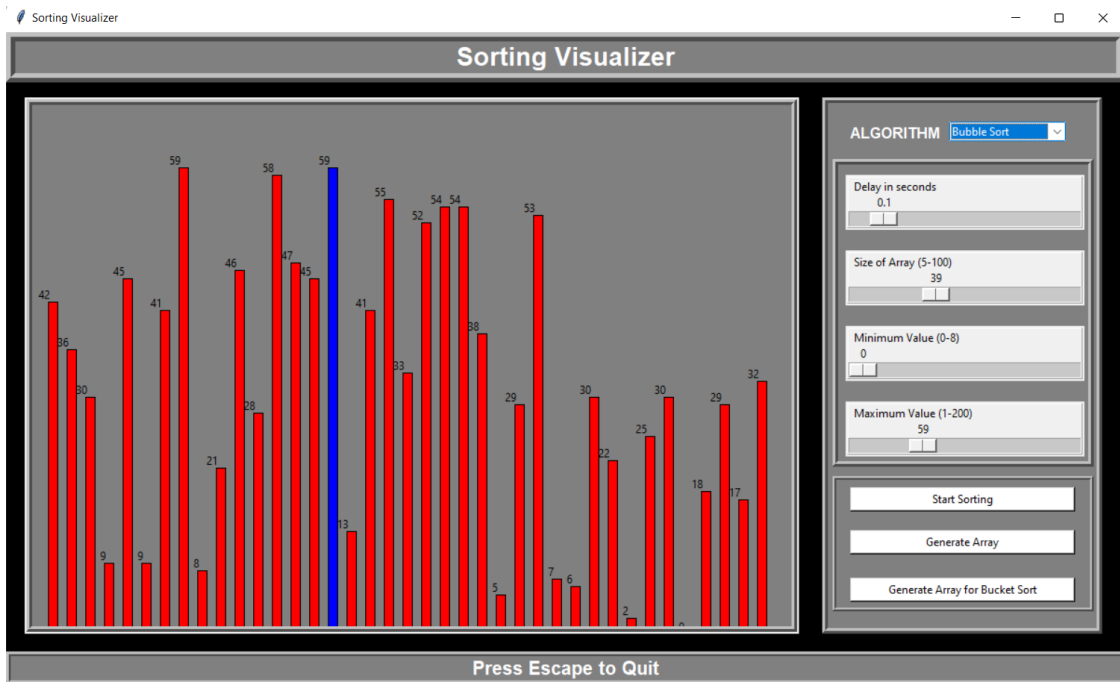 Sorting Visualizer
Sorting Visualizer
ALGORITHM Bubble Sort
Delay in seconds
0.1
Size of Array (5-100)
39
Minimum Value (0-8)
0
Maximum Value (1-200)
59
Start Sorting
Generate Array
Generate Array for Bucket Sort
42 36 30 9 45 9 41 59 8 21 46 28 58 47 45 59 13 41 55 33 52 54 54 38 5 29 53 7 6 30 22 2 25 30 0 18 29 17 32
Press Escape to Quit